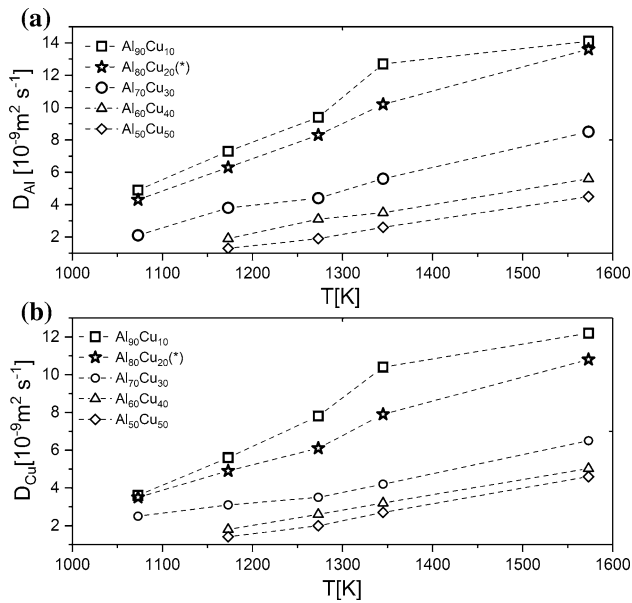 (a)
14
12
10
8
6
4
2
D_Al [10^-9 m^2 s^-1]
Al90Cu10
Al80Cu20(*)
Al70Cu30
Al60Cu40
Al50Cu50
1000 1100 1200 1300 1400 1500 1600
T[K]
(b)
12
10
8
6
4
2
D_Cu[10^-9 m^2 s^-1]
Al90Cu10
Al80Cu20(*)
Al70Cu30
Al60Cu40
Al50Cu50
1000 1100 1200 1300 1400 1500 1600
T[K]